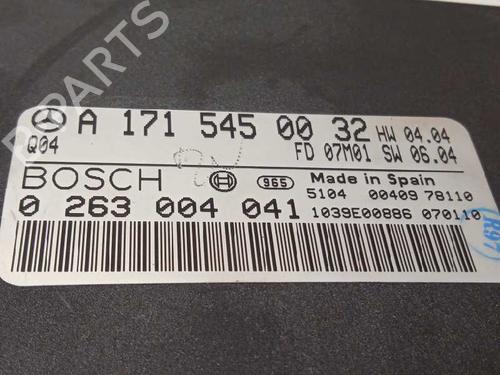 A 171 545 00 32 HW 04.04
Q04 FD 07M01 SW 06.04
BOSCH 965 Made in Spain
5104 00409 78110
0 263 004 041 1039E00886 070110